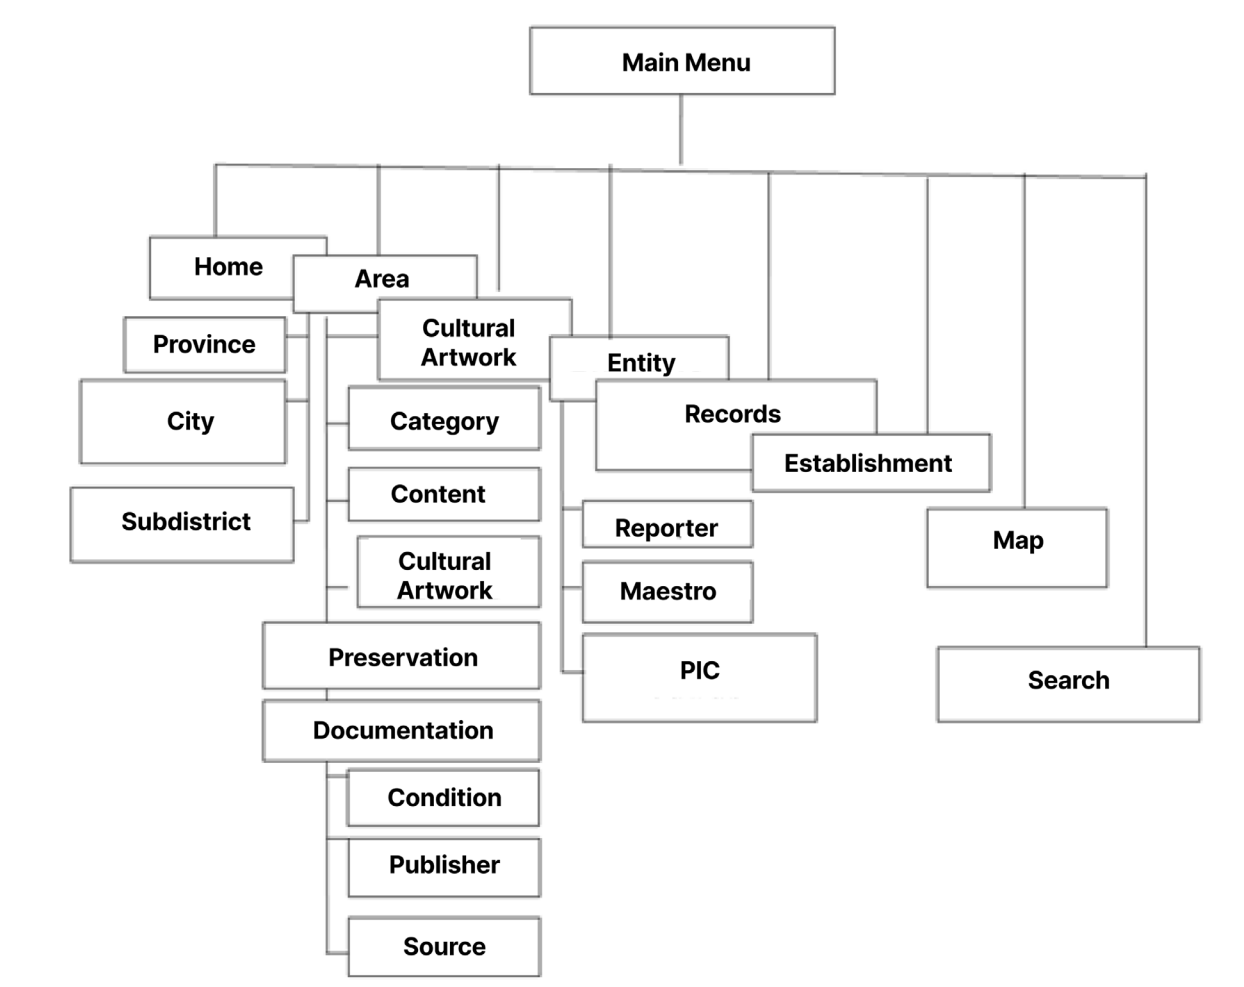 Main Menu
Home
Area
Cultural
Artwork
Entity
Records
Establishment
Map
Search
Province
City
Subdistrict
Category
Content
Cultural
Artwork
Preservation
Documentation
Condition
Publisher
Source
Reporter
Maestro
PIC